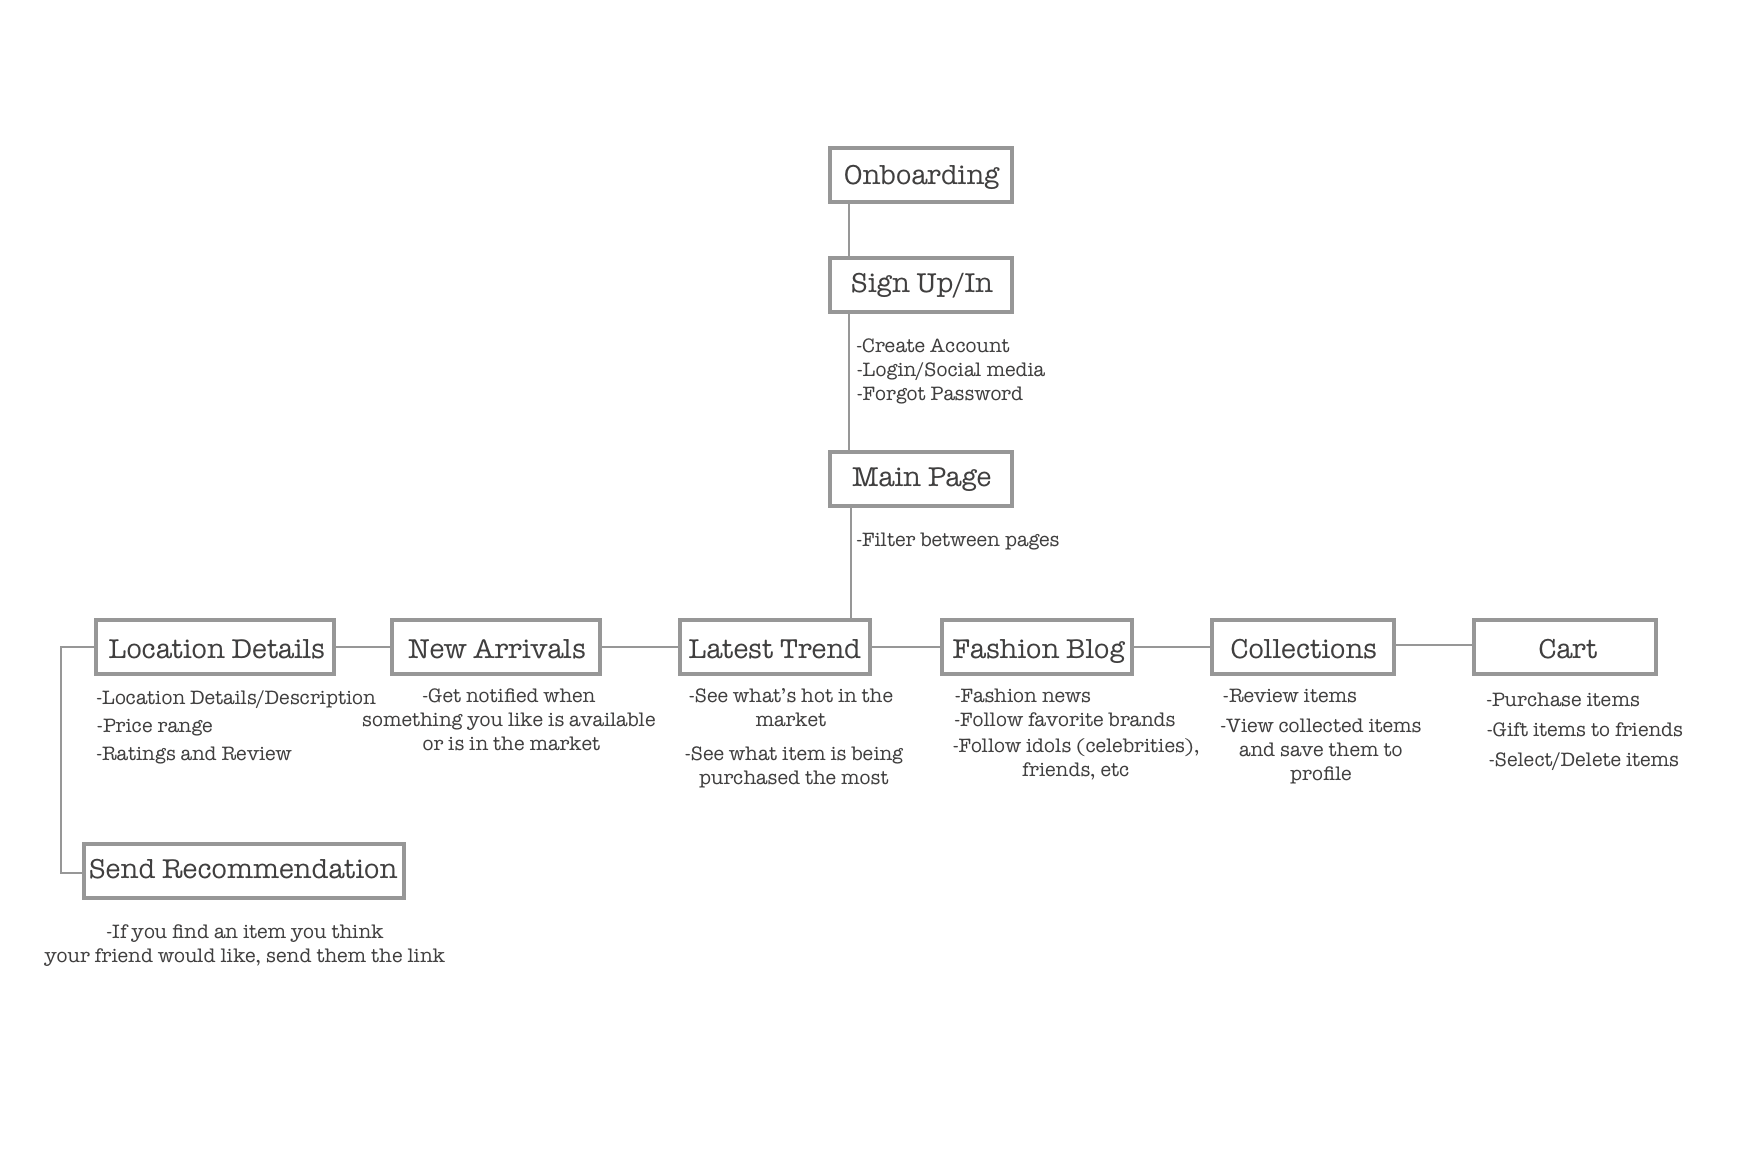 Onboarding
Sign Up/In
-Create Account
-Login/Social media
-Forgot Password
Main Page
-Filter between pages
Location Details
-Location Details/Description
-Price range
-Ratings and Review
New Arrivals
-Get notified when
something you like is available
or is in the market
Latest Trend
-See what’s hot in the
market
-See what item is being
purchased the most
Fashion Blog
-Fashion news
-Follow favorite brands
-Follow idols (celebrities),
friends, etc
Collections
-Review items
-View collected items
and save them to
profile
Cart
-Purchase items
-Gift items to friends
-Select/Delete items
Send Recommendation
-If you find an item you think
your friend would like, send them the link